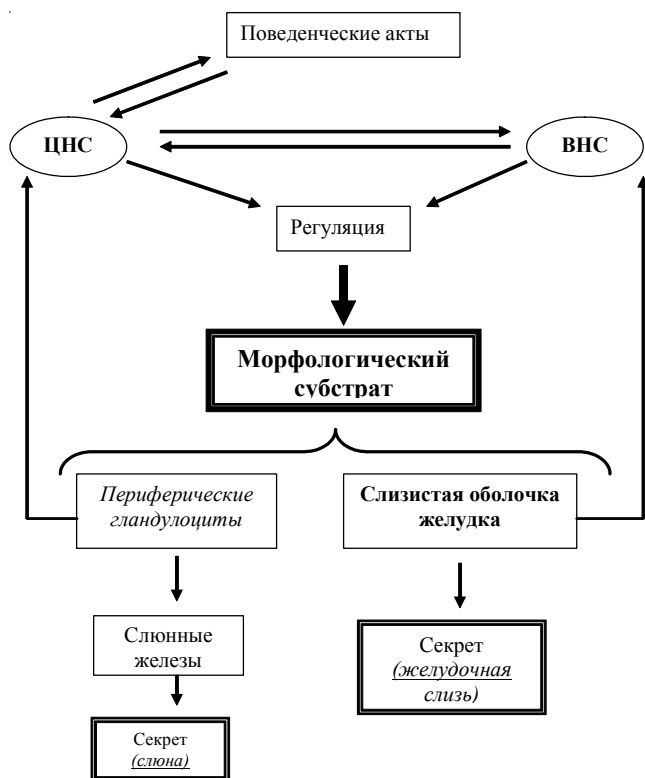 Поведенческие акты
ЦНС
ВНС
Регуляция
Морфологический
субстрат
Периферические
гландулоциты
Слизистая оболочка
желудка
Слюнные
железы
Секрет
(желудочная
слизь)
Секрет
(слюна)